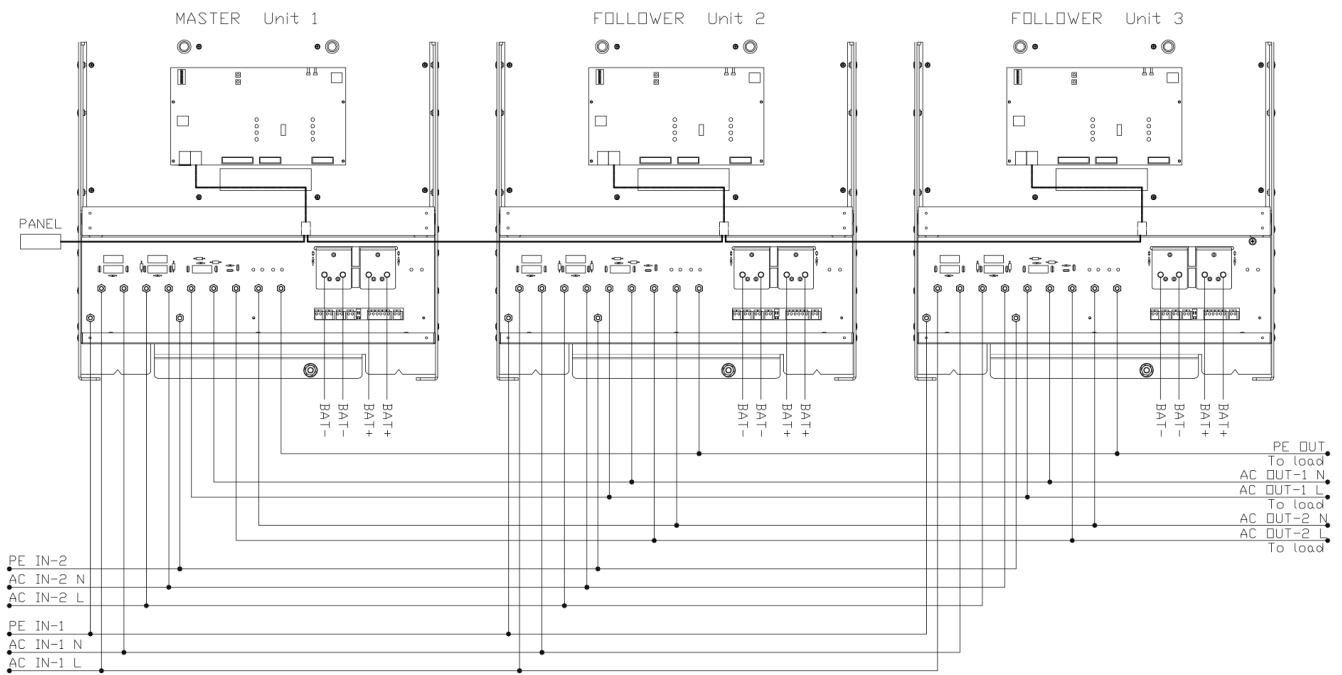 MASTER Unit 1
FOLLOWER Unit 2
FOLLOWER Unit 3
PANEL
BAT-
BAT-
BAT+
BAT+
BAT-
BAT-
BAT+
BAT+
BAT-
BAT-
BAT+
BAT+
PE OUT
To load
AC OUT-1 N
AC OUT-1 L
To load
AC OUT-2 N
AC OUT-2 L
To load
PE IN-2
AC IN-2 N
AC IN-2 L
PE IN-1
AC IN-1 N
AC IN-1 L